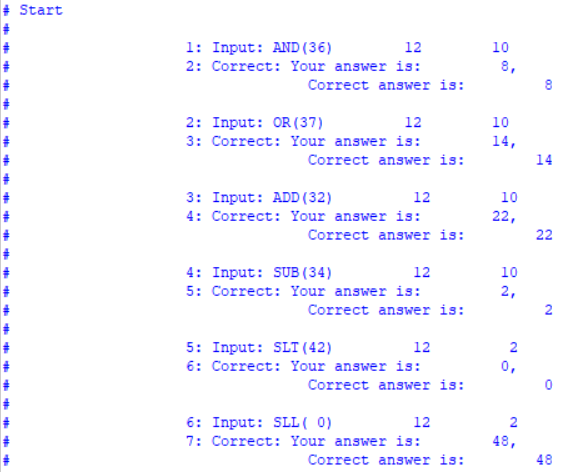 # Start
#
#                     1: Input: AND(36)         12         10
#                     2: Correct: Your answer is:          8,
#                                   Correct answer is:          8
#
#                     2: Input: OR(37)          12         10
#                     3: Correct: Your answer is:         14,
#                                   Correct answer is:         14
#
#                     3: Input: ADD(32)          12         10
#                     4: Correct: Your answer is:         22,
#                                   Correct answer is:         22
#
#                     4: Input: SUB(34)          12         10
#                     5: Correct: Your answer is:          2,
#                                   Correct answer is:          2
#
#                     5: Input: SLT(42)          12          2
#                     6: Correct: Your answer is:          0,
#                                   Correct answer is:          0
#
#                     6: Input: SLL( 0)          12          2
#                     7: Correct: Your answer is:         48,
#                                   Correct answer is:         48